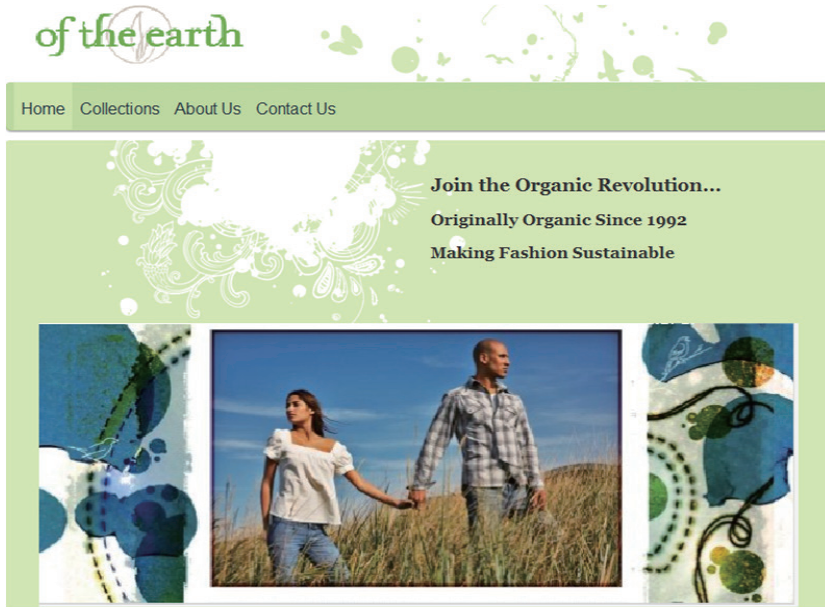 of the earth
Home Collections About Us Contact Us
Join the Organic Revolution...
Originally Organic Since 1992
Making Fashion Sustainable